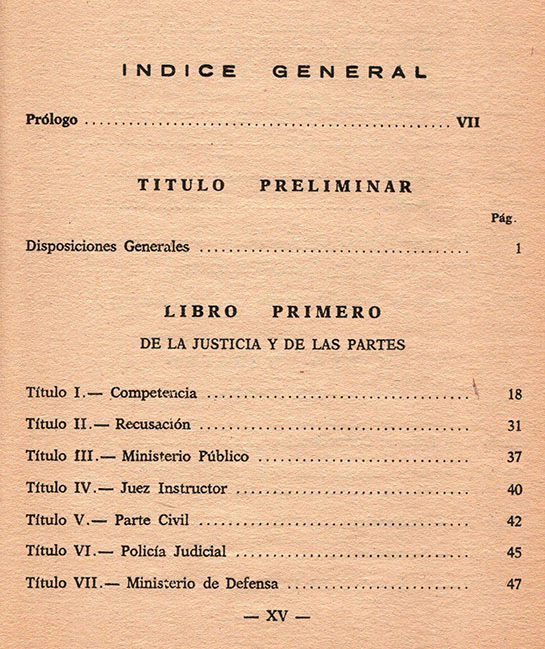 INDICE GENERAL
Prólogo ........................................................ VII
TITULO PRELIMINAR
Pág.
Disposiciones Generales ........................................ 1
LIBRO PRIMERO
DE LA JUSTICIA Y DE LAS PARTES
Título I.— Competencia ........................................ 18
Título II.— Recusación ........................................ 31
Título III.— Ministerio Público ................................ 37
Título IV.— Juez Instructor .................................... 40
Título V.— Parte Civil ........................................ 42
Título VI.— Policía Judicial .................................... 45
Título VII.— Ministerio de Defensa ............................ 47
— XV —